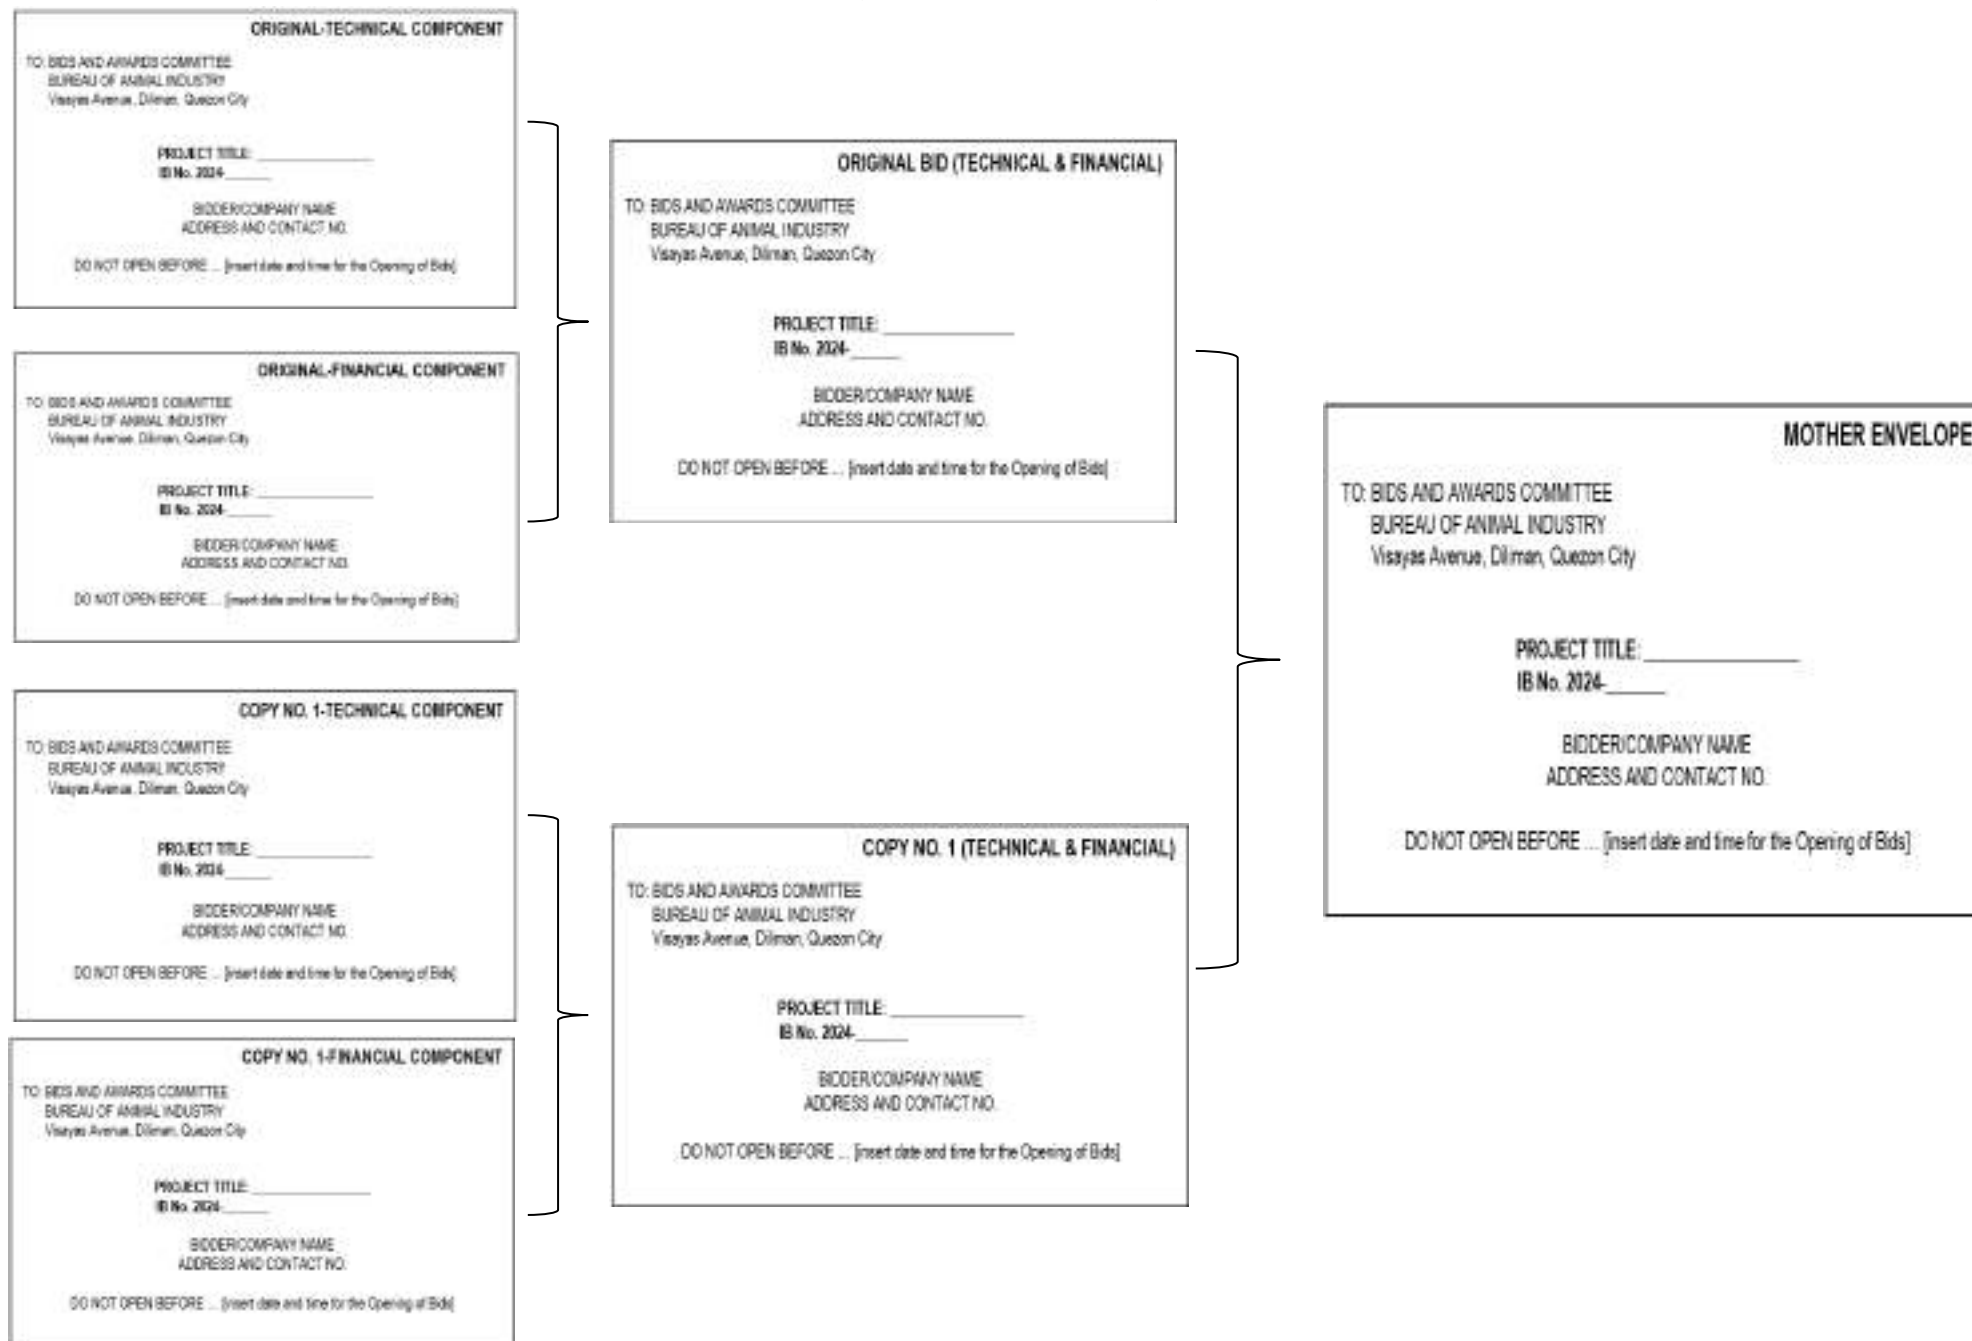 ORIGINAL-TECHNICAL COMPONENT
TO: BIDS AND AWARDS COMMITTEE
BUREAU OF ANIMAL INDUSTRY
Visayas Avenue, Diliman, Quezon City
PROJECT TITLE: _______________
IB No. 2024-______
BIDDER/COMPANY NAME
ADDRESS AND CONTACT NO.
DO NOT OPEN BEFORE ... [insert date and time for the Opening of Bids]
ORIGINAL-FINANCIAL COMPONENT
TO: BIDS AND AWARDS COMMITTEE
BUREAU OF ANIMAL INDUSTRY
Visayas Avenue, Diliman, Quezon City
PROJECT TITLE: _______________
IB No. 2024-______
BIDDER/COMPANY NAME
ADDRESS AND CONTACT NO.
DO NOT OPEN BEFORE ... [insert date and time for the Opening of Bids]
COPY NO. 1-TECHNICAL COMPONENT
TO: BIDS AND AWARDS COMMITTEE
BUREAU OF ANIMAL INDUSTRY
Visayas Avenue, Diliman, Quezon City
PROJECT TITLE: _______________
IB No. 2024-______
BIDDER/COMPANY NAME
ADDRESS AND CONTACT NO.
DO NOT OPEN BEFORE ... [insert date and time for the Opening of Bids]
COPY NO. 1-FINANCIAL COMPONENT
TO: BIDS AND AWARDS COMMITTEE
BUREAU OF ANIMAL INDUSTRY
Visayas Avenue, Diliman, Quezon City
PROJECT TITLE: _______________
IB No. 2024-______
BIDDER/COMPANY NAME
ADDRESS AND CONTACT NO.
DO NOT OPEN BEFORE ... [insert date and time for the Opening of Bids]
ORIGINAL BID (TECHNICAL & FINANCIAL)
TO: BIDS AND AWARDS COMMITTEE
BUREAU OF ANIMAL INDUSTRY
Visayas Avenue, Diliman, Quezon City
PROJECT TITLE: _______________
IB No. 2024-______
BIDDER/COMPANY NAME
ADDRESS AND CONTACT NO.
DO NOT OPEN BEFORE ... [insert date and time for the Opening of Bids]
COPY NO. 1 (TECHNICAL & FINANCIAL)
TO: BIDS AND AWARDS COMMITTEE
BUREAU OF ANIMAL INDUSTRY
Visayas Avenue, Diliman, Quezon City
PROJECT TITLE: _______________
IB No. 2024-______
BIDDER/COMPANY NAME
ADDRESS AND CONTACT NO.
DO NOT OPEN BEFORE ... [insert date and time for the Opening of Bids]
MOTHER ENVELOPE
TO: BIDS AND AWARDS COMMITTEE
BUREAU OF ANIMAL INDUSTRY
Visayas Avenue, Diliman, Quezon City
PROJECT TITLE: _______________
IB No. 2024-______
BIDDER/COMPANY NAME
ADDRESS AND CONTACT NO.
DO NOT OPEN BEFORE ... [insert date and time for the Opening of Bids]